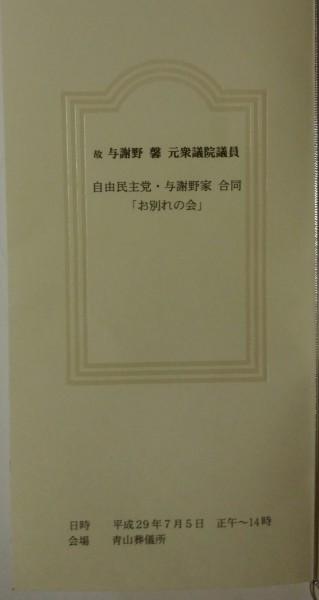 故 与謝野 馨 元衆議院議員
自由民主党・与謝野家 合同
「お別れの会」
日時 平成29年7月5日 正午〜14時
会場 青山葬儀所